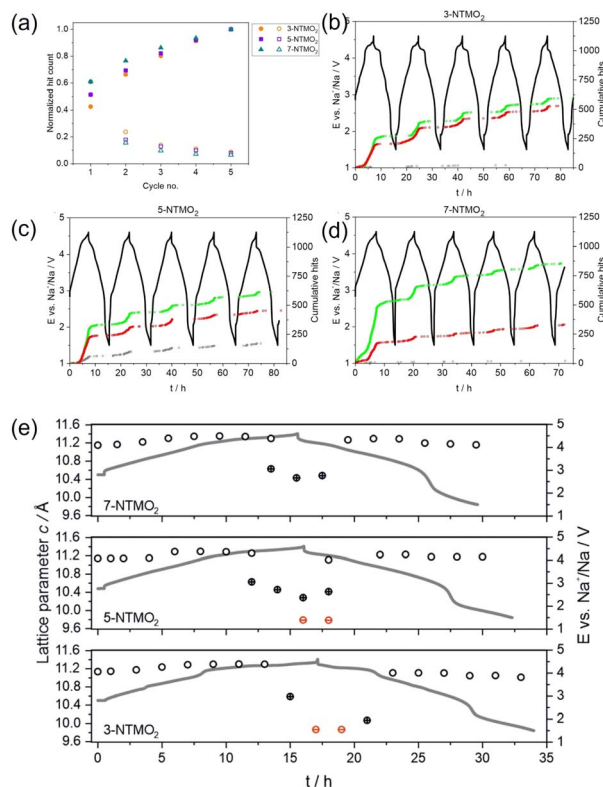 (a)
Normalized hit count
1.0
0.8
0.6
0.4
0.2
0.0
1 2 3 4 5
Cycle no.
3-NTMO₂
5-NTMO₂
7-NTMO₂
(b)
3-NTMO₂
E vs. Na⁺/Na / V
5
4
3
2
1
0 10 20 30 40 50 60 70 80
t / h
1250
1000
750
500
250
0
Cumulative hits
(c)
5-NTMO₂
E vs. Na⁺/Na / V
5
4
3
2
1
0 10 20 30 40 50 60 70 80
t / h
1250
1000
750
500
250
0
Cumulative hits
(d)
7-NTMO₂
E vs. Na⁺/Na / V
5
4
3
2
1
0 10 20 30 40 50 60 70 80
t / h
1250
1000
750
500
250
0
Cumulative hits
(e)
Lattice parameter c / Å
11.6
11.2
10.8
10.4
10.0
9.6
7-NTMO₂
5
4
3
2
1
11.6
11.2
10.8
10.4
10.0
9.6
5-NTMO₂
5
4
3
2
1
11.6
11.2
10.8
10.4
10.0
9.6
3-NTMO₂
5
4
3
2
1
E vs. Na⁺/Na / V
0 5 10 15 20 25 30 35
t / h